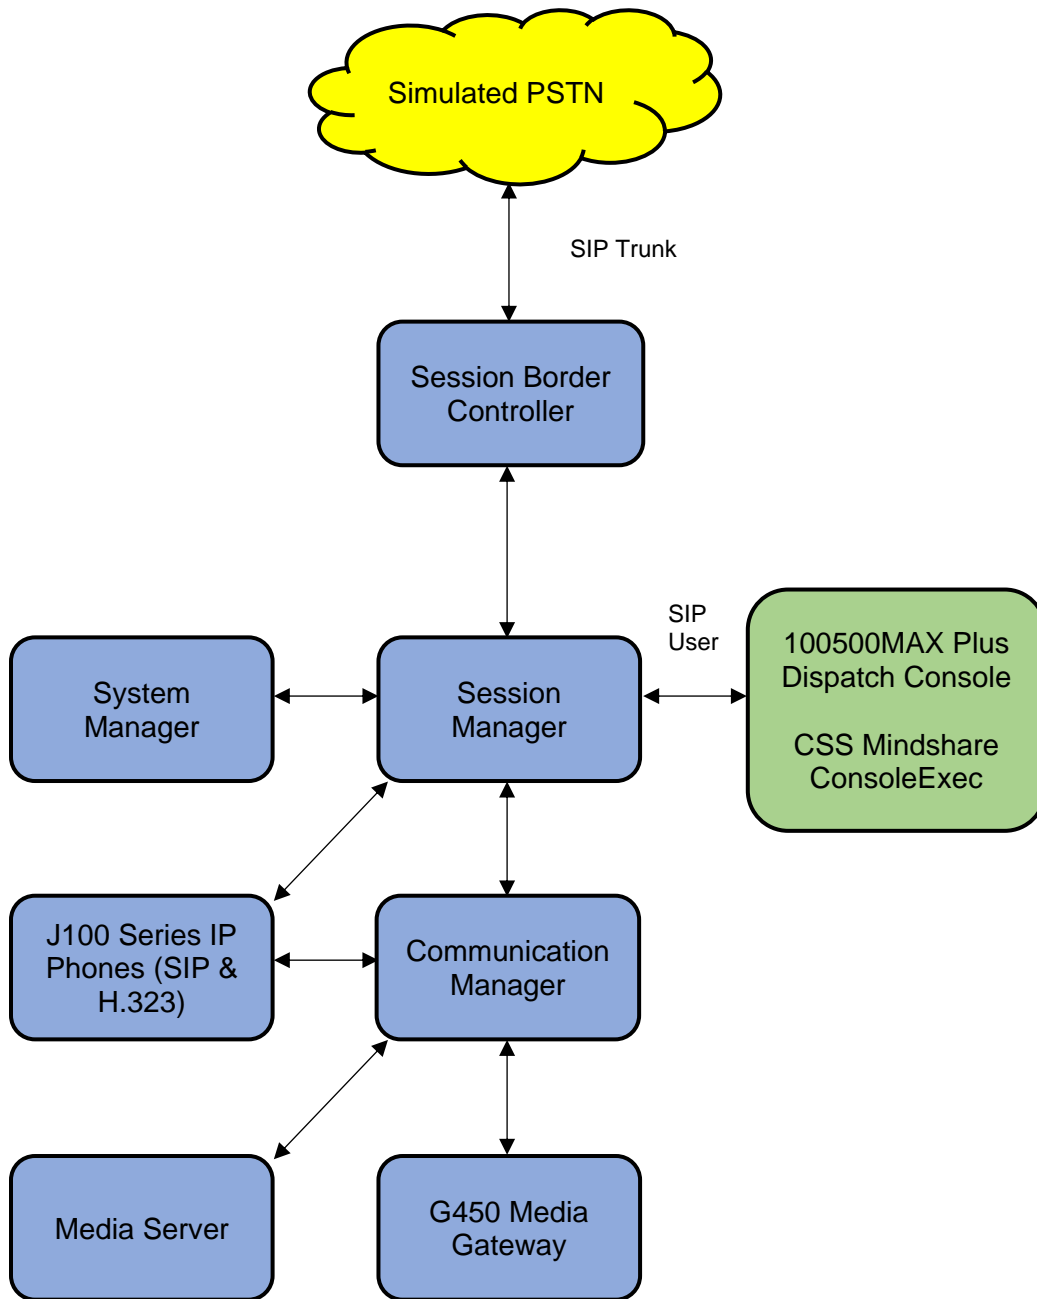 Simulated PSTN
SIP Trunk
Session Border
Controller
SIP
User
100500MAX Plus
Dispatch Console
CSS Mindshare
ConsoleExec
System
Manager
Session
Manager
J100 Series IP
Phones (SIP &
H.323)
Communication
Manager
Media Server
G450 Media
Gateway